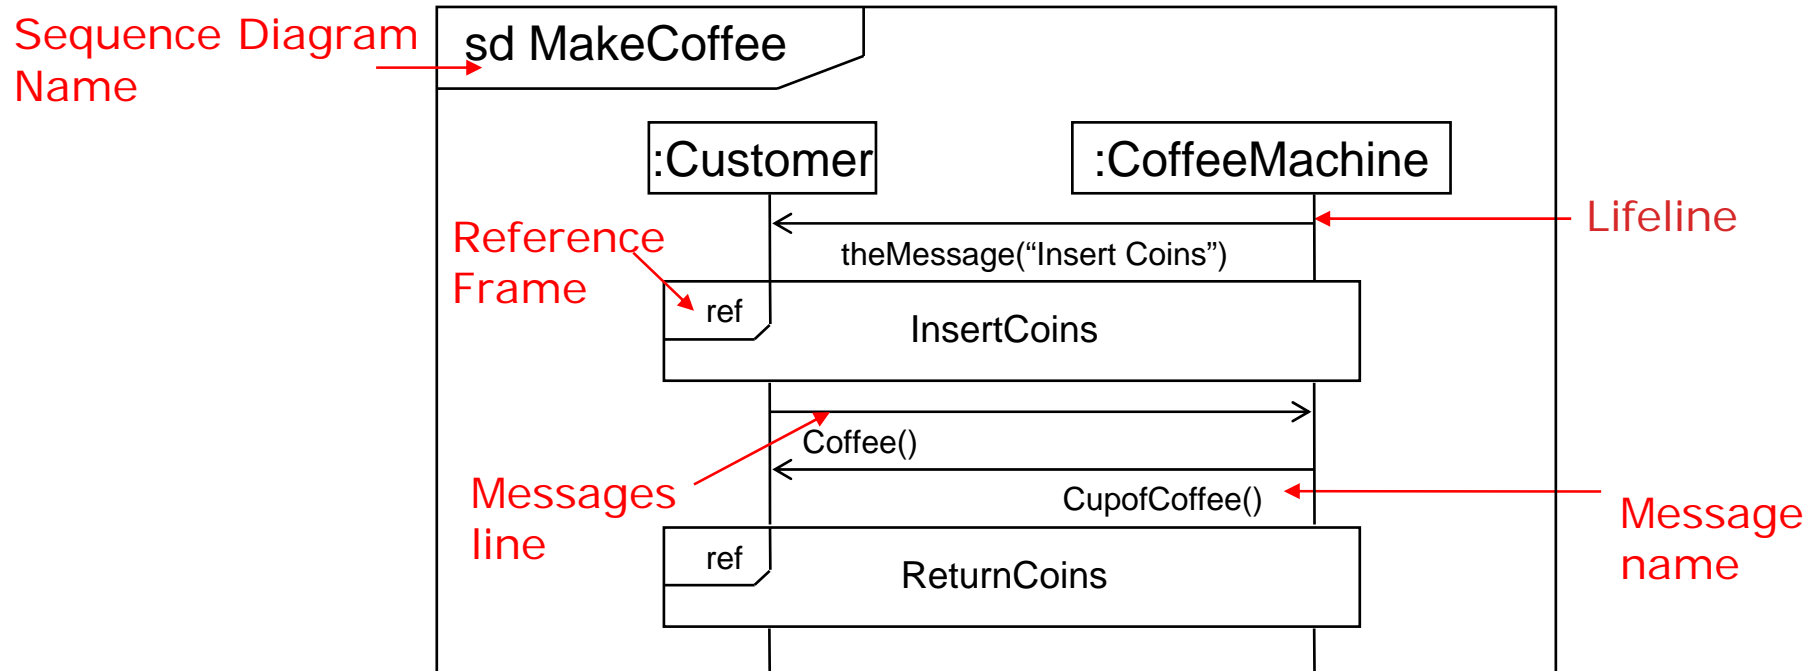 Sequence Diagram
Name
sd MakeCoffee
:Customer
:CoffeeMachine
Lifeline
theMessage(“Insert Coins”)
Reference
Frame
ref
InsertCoins
Coffee()
Messages
line
CupofCoffee()
Message
name
ref
ReturnCoins